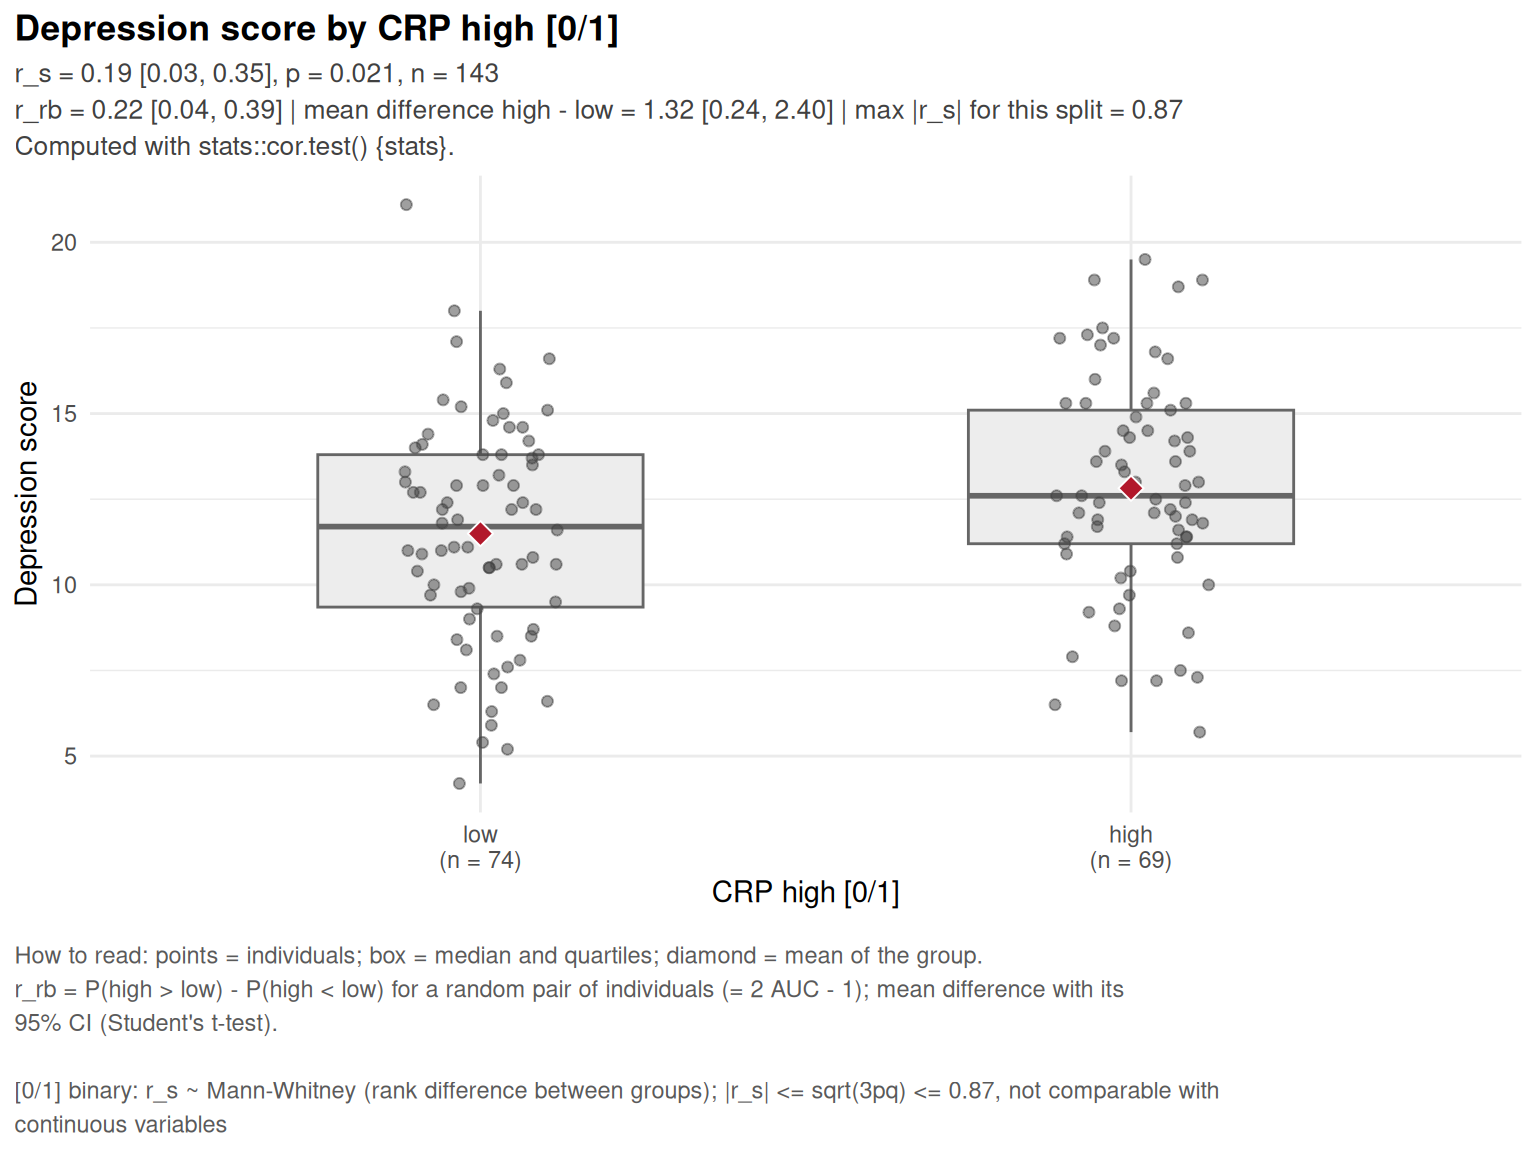 Depression score by CRP high [0/1]
r_s = 0.19 [0.03, 0.35], p = 0.021, n = 143
r_rb = 0.22 [0.04, 0.39] | mean difference high - low = 1.32 [0.24, 2.40] | max |r_s| for this split = 0.87
Computed with stats::cor.test() {stats}.
Depression score
20
15
10
5
low
(n = 74)
high
(n = 69)
CRP high [0/1]
How to read: points = individuals; box = median and quartiles; diamond = mean of the group.
r_rb = P(high > low) - P(high < low) for a random pair of individuals (= 2 AUC - 1); mean difference with its
95% CI (Student's t-test).
[0/1] binary: r_s ~ Mann-Whitney (rank difference between groups); |r_s| <= sqrt(3pq) <= 0.87, not comparable with
continuous variables